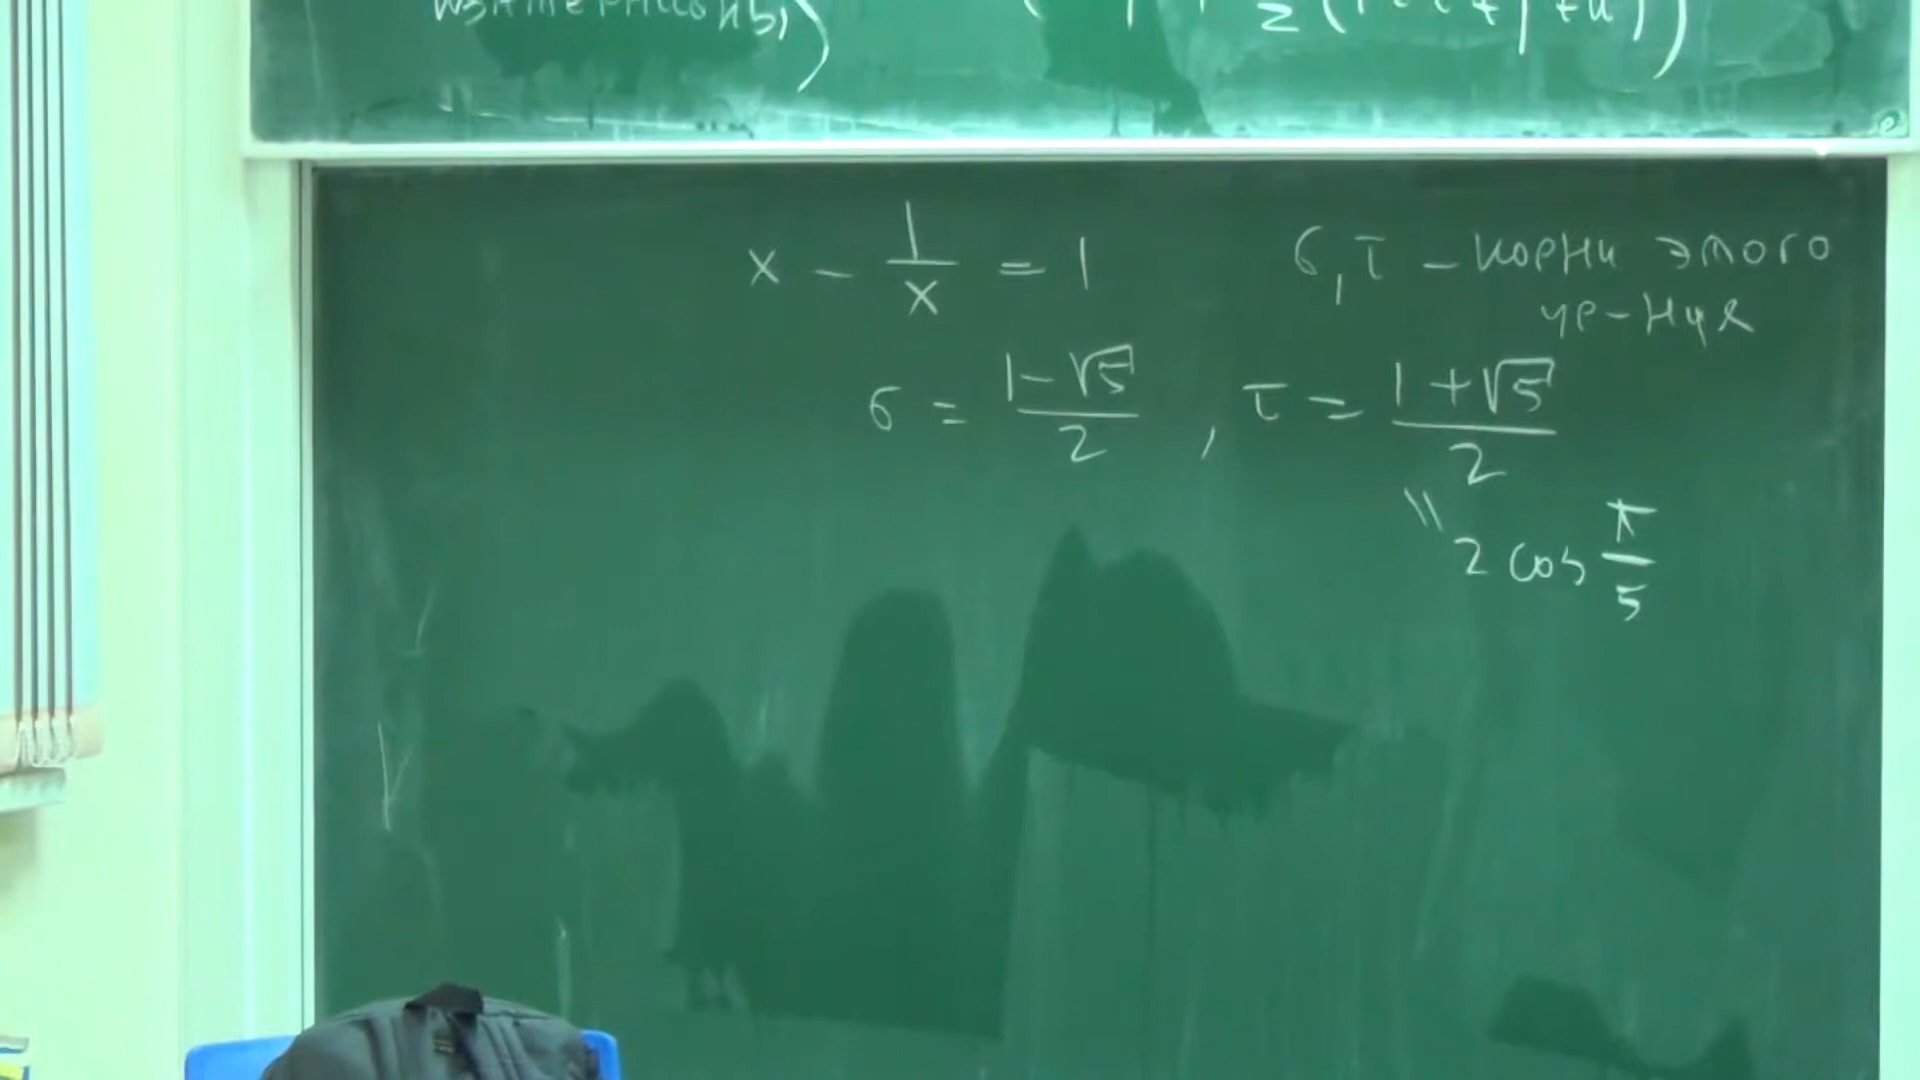 x - 1/x = 1    σ, τ - корни этого
ур-ния
σ = (1-√5)/2 , τ = (1+√5)/2
\\ 2 cos π/5